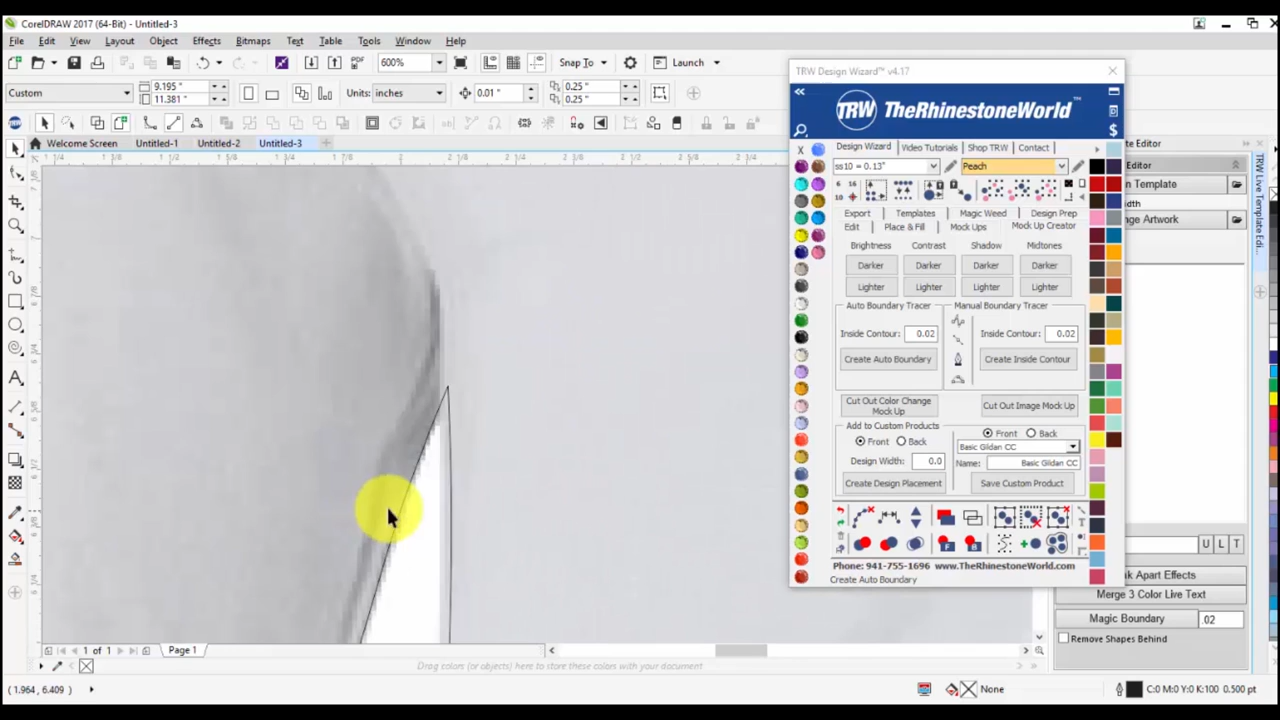 CorelDRAW 2017 (64-Bit) - Untitled-3
File Edit View Layout Object Effects Bitmaps Text Table Tools Window Help
600% Snap To Launch
Custom 9.195 " 11.381 " Units: inches 0.01 " 0.25 " 0.25 "
Welcome Screen Untitled-1 Untitled-2 Untitled-3
TRW Design Wizard™ v4.17
TRW TheRhinestoneWorld™
Design Wizard Video Tutorials Shop TRW Contact
ss10 = 0.13" Peach
Export Templates Magic Weed Design Prep
Edit Place & Fill Mock Ups Mock Up Creator
Brightness Contrast Shadow Midtones
Darker Darker Darker Darker
Lighter Lighter Lighter Lighter
Auto Boundary Tracer Manual Boundary Tracer
Inside Contour: 0.02 Inside Contour: 0.02
Create Auto Boundary Create Inside Contour
Cut Out Color Change Mock Up Cut Out Image Mock Up
Add to Custom Products
Front Back Front Back
Basic Gildan CC
Design Width: 0.0 Name: Basic Gildan CC
Create Design Placement Save Custom Product
Phone: 941-755-1696 www.TheRhinestoneWorld.com
Create Auto Boundary
TRW Live Template Edi...
U L T
Merge 3 Color Live Text
Magic Boundary .02
Remove Shapes Behind
1 of 1 Page 1
Drag colors (or objects) here to store these colors with your document
(1.964, 6.409 ) None C:0 M:0 Y:0 K:100 0.500 pt